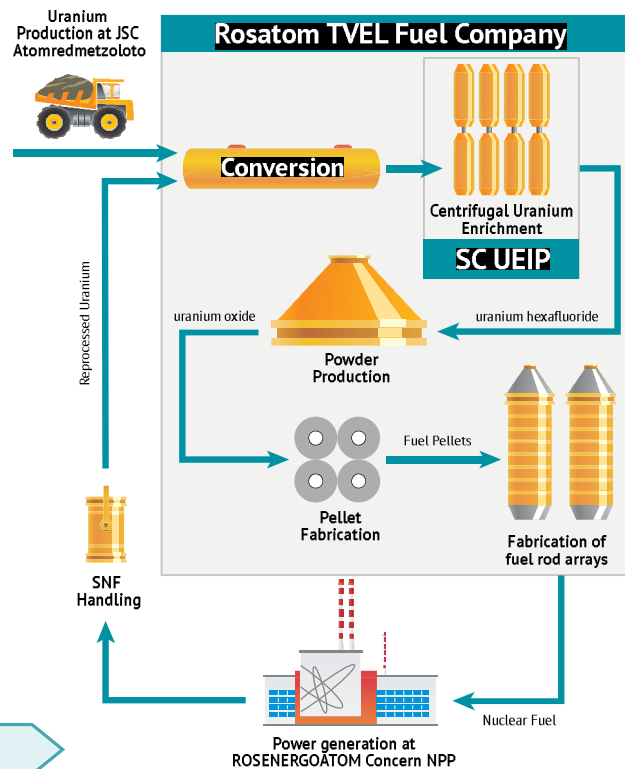 Uranium
Production at JSC
Atomredmetzoloto
Rosatom TVEL Fuel Company
Conversion
Centrifugal Uranium
Enrichment
SC UEIP
Reprocessed Uranium
uranium oxide
uranium hexafluoride
Powder
Production
Fuel Pellets
Pellet
Fabrication
Fabrication of
fuel rod arrays
SNF
Handling
Nuclear Fuel
Power generation at
ROSENERGOATOM Concern NPP